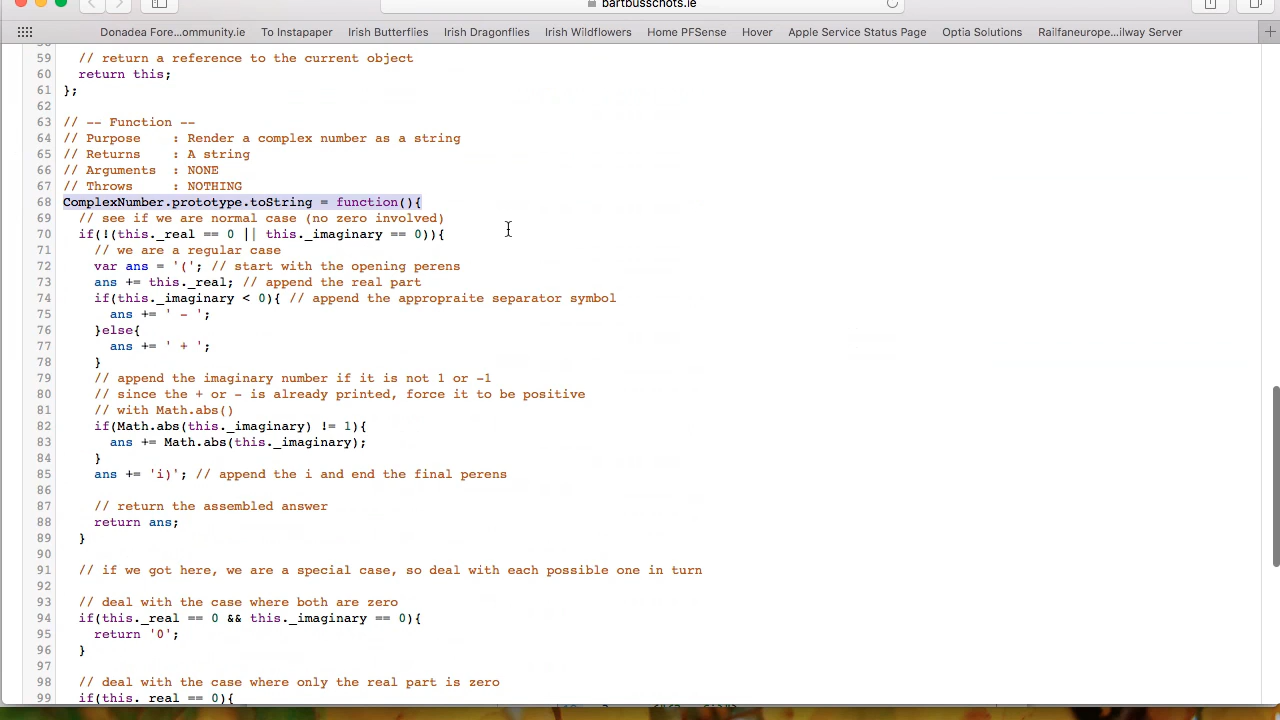 bartbusschots.ie
Donadea Fore...ommunity.ie To Instapaper Irish Butterflies Irish Dragonflies Irish Wildflowers Home PFSense Hover Apple Service Status Page Optia Solutions Railfaneurope...ilway Server
59 // return a reference to the current object
60 return this;
61 };
62
63 // -- Function --
64 // Purpose : Render a complex number as a string
65 // Returns : A string
66 // Arguments : NONE
67 // Throws : NOTHING
68 ComplexNumber.prototype.toString = function(){
69 // see if we are normal case (no zero involved)
70 if(!(this._real == 0 || this._imaginary == 0)){
71 // we are a regular case
72 var ans = '('; // start with the opening perens
73 ans += this._real; // append the real part
74 if(this._imaginary < 0){ // append the appropraite separator symbol
75 ans += ' - ';
76 }else{
77 ans += ' + ';
78 }
79 // append the imaginary number if it is not 1 or -1
80 // since the + or - is already printed, force it to be positive
81 // with Math.abs()
82 if(Math.abs(this._imaginary) != 1){
83 ans += Math.abs(this._imaginary);
84 }
85 ans += 'i)'; // append the i and end the final perens
86
87 // return the assembled answer
88 return ans;
89 }
90
91 // if we got here, we are a special case, so deal with each possible one in turn
92
93 // deal with the case where both are zero
94 if(this._real == 0 && this._imaginary == 0){
95 return '0';
96 }
97
98 // deal with the case where only the real part is zero
99 if(this._real == 0){